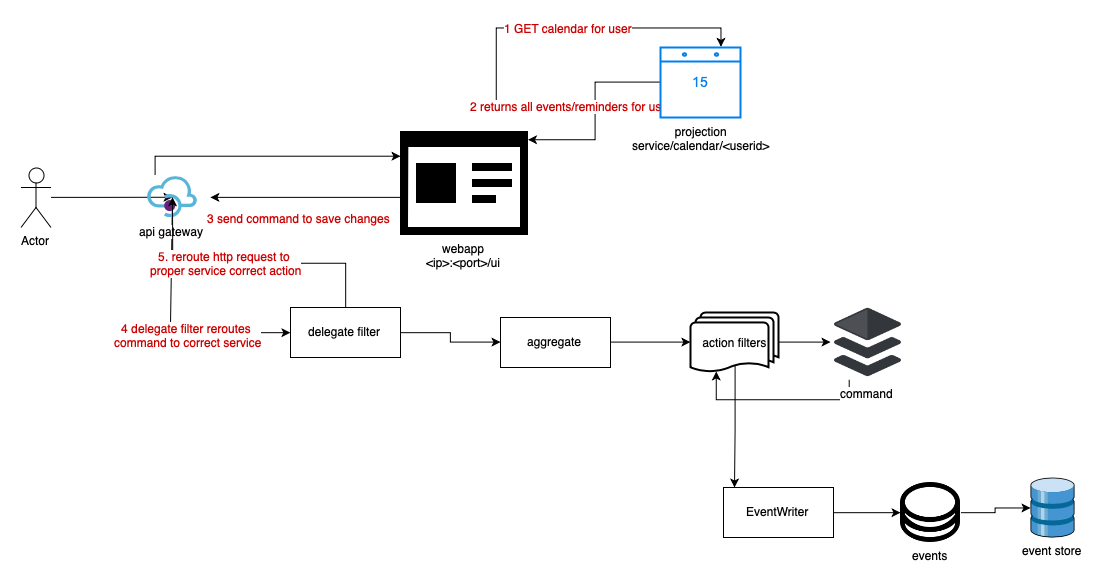 1 GET calendar for user
15
2 returns all events/reminders for us
projection
service/calendar/<userid>
Actor
api gateway
3 send command to save changes
webapp
<ip>:<port>/ui
5. reroute http request to
proper service correct action
4 delegate filter reroutes
command to correct service
delegate filter
aggregate
action filters
command
EventWriter
events
event store